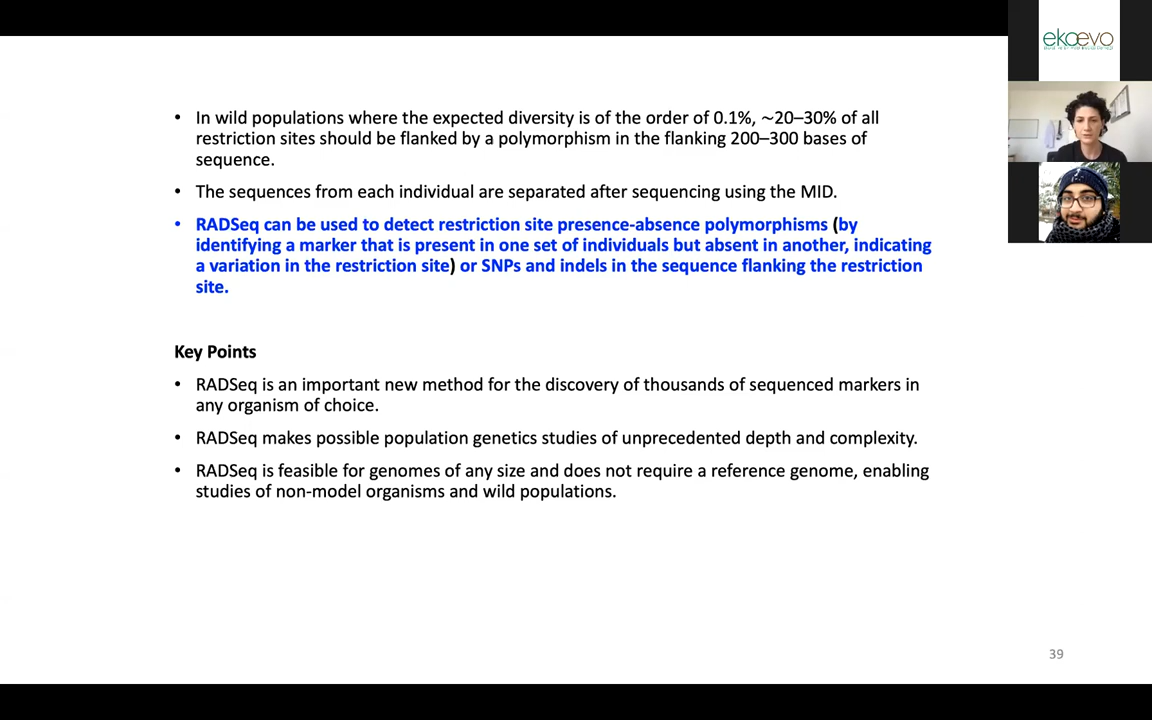 ekoevo
• In wild populations where the expected diversity is of the order of 0.1%, ~20–30% of all
restriction sites should be flanked by a polymorphism in the flanking 200–300 bases of
sequence.
• The sequences from each individual are separated after sequencing using the MID.
• RADSeq can be used to detect restriction site presence-absence polymorphisms (by
identifying a marker that is present in one set of individuals but absent in another, indicating
a variation in the restriction site) or SNPs and indels in the sequence flanking the restriction
site.
Key Points
• RADSeq is an important new method for the discovery of thousands of sequenced markers in
any organism of choice.
• RADSeq makes possible population genetics studies of unprecedented depth and complexity.
• RADSeq is feasible for genomes of any size and does not require a reference genome, enabling
studies of non-model organisms and wild populations.
39